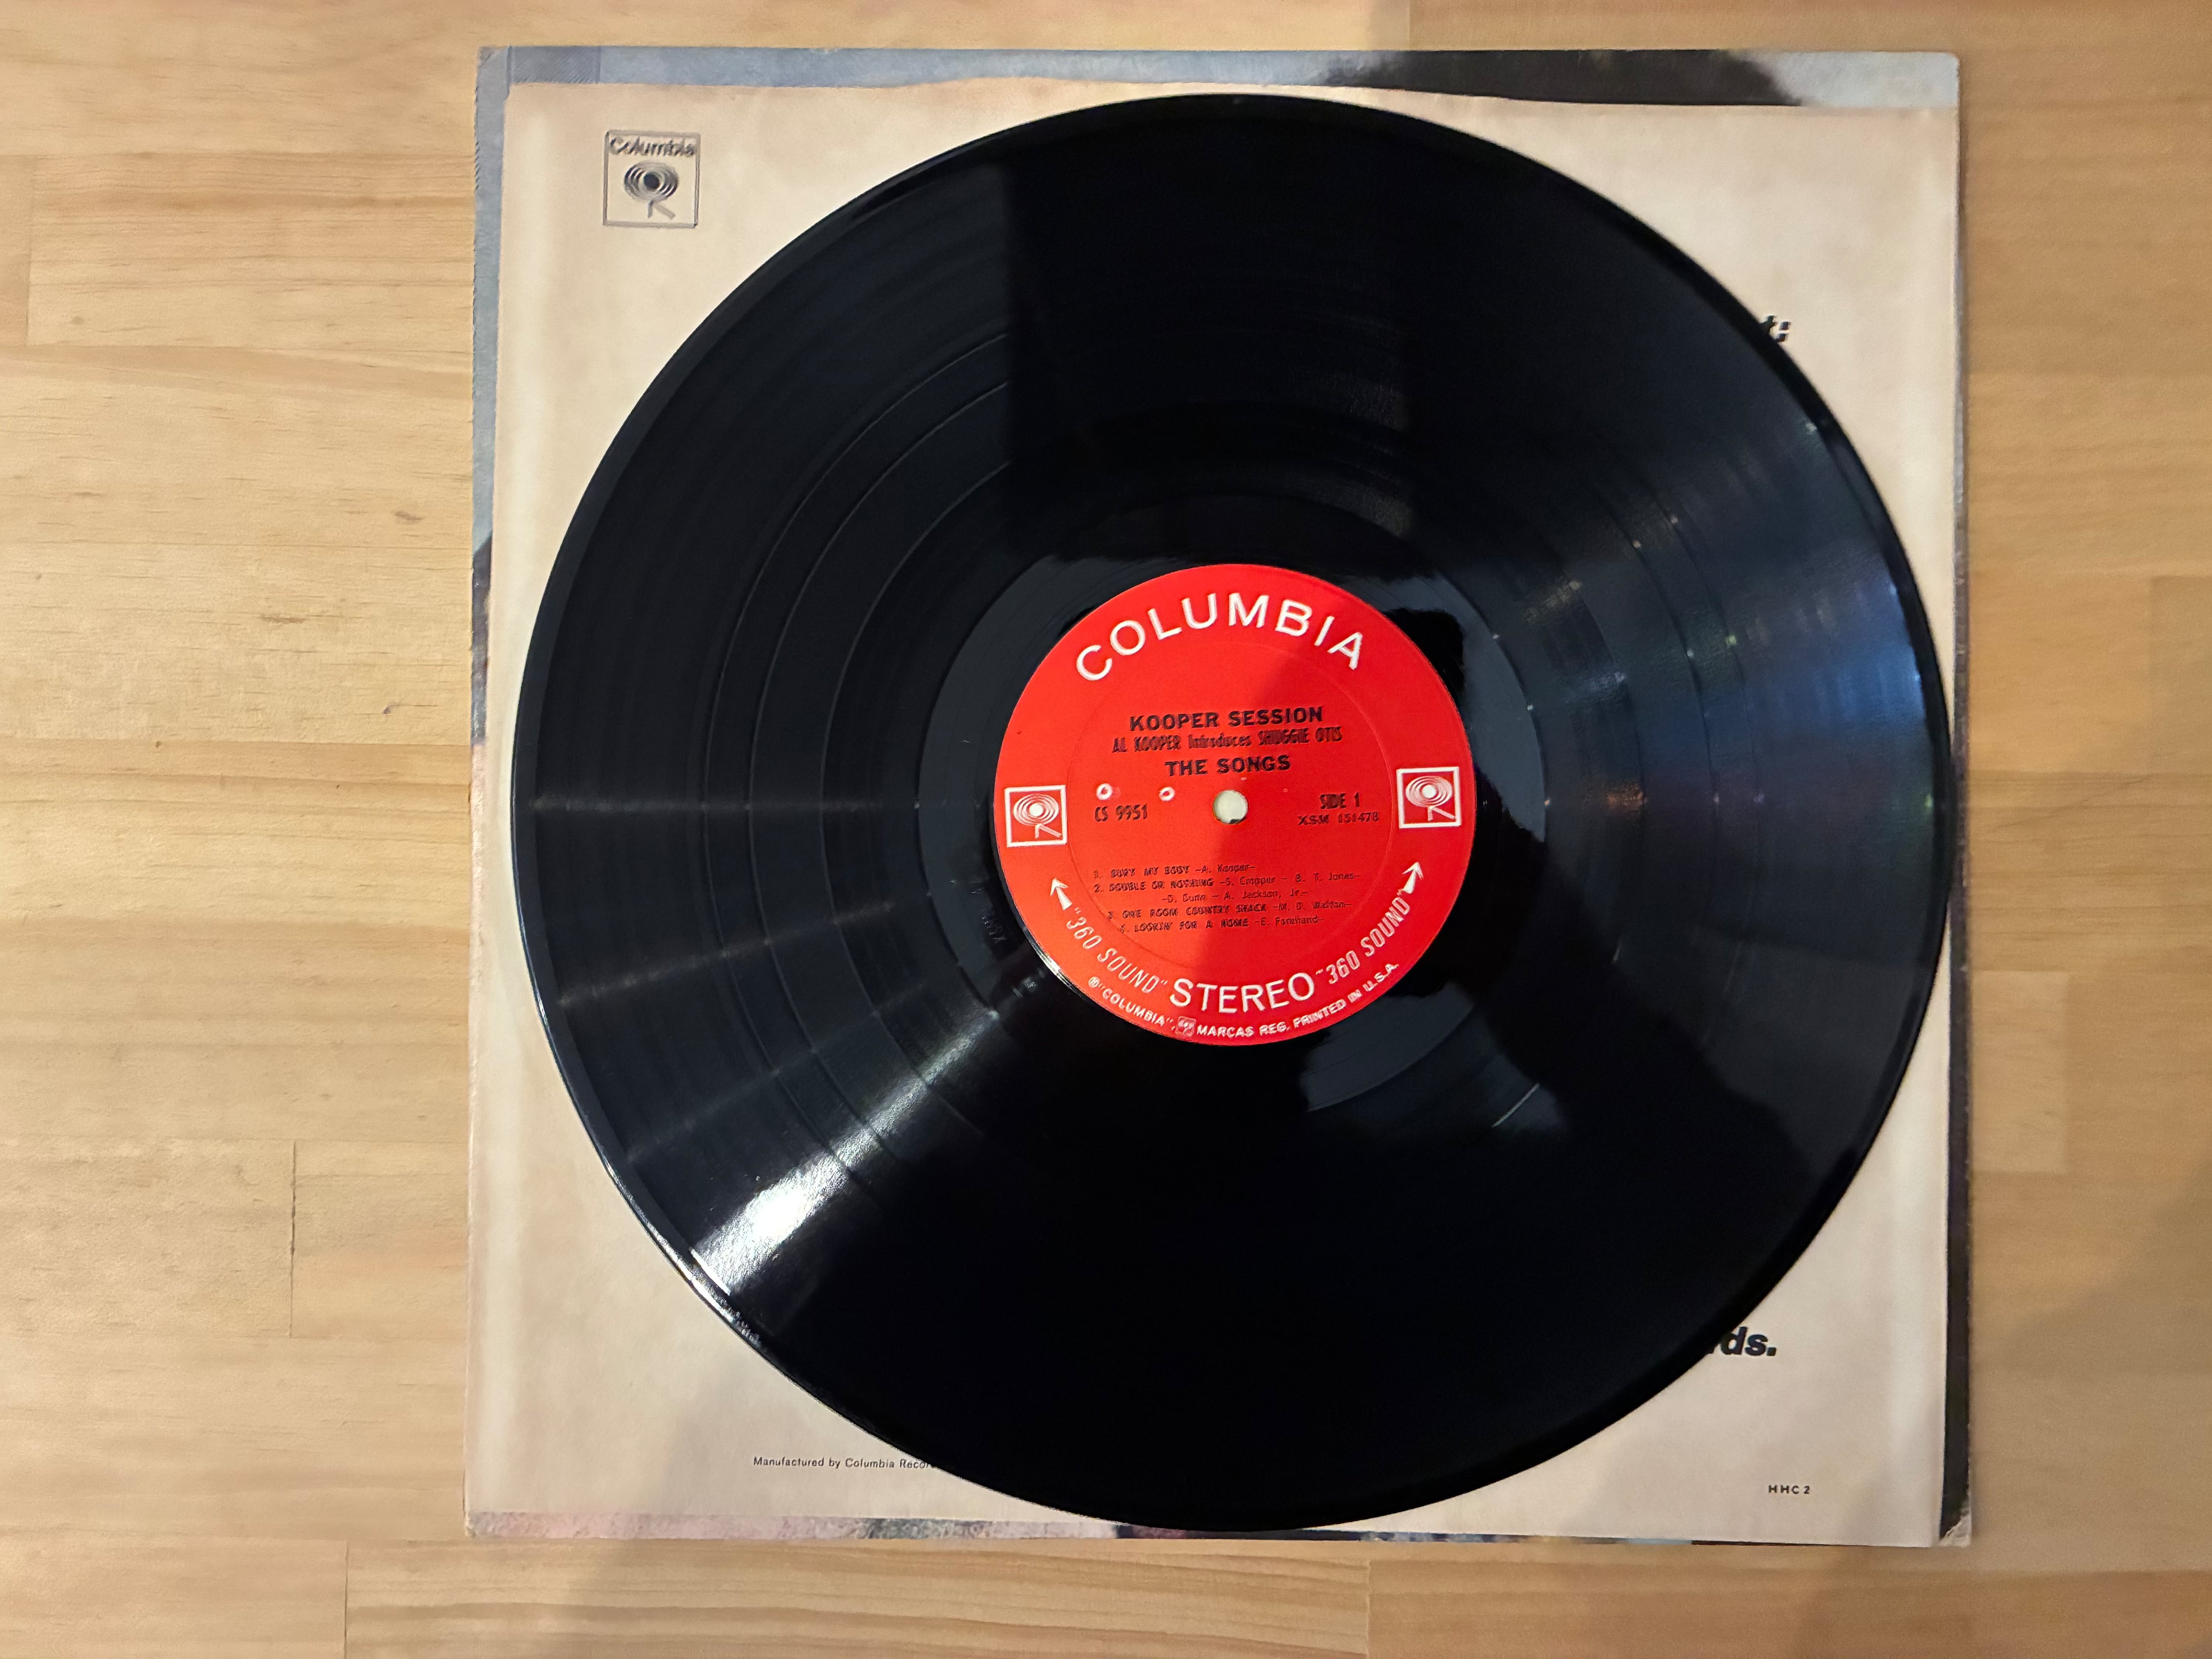 Columbia
t:
COLUMBIA
KOOPER SESSION
AL KOOPER Introduces SHUGGIE OTIS
THE SONGS
CS 9951
SIDE 1
XSM 151478
1. BURY MY BODY -A. Kooper-
2. DOUBLE OR NOTHING -S. Cropper - B. T. Jones-
-D. Dunn - A. Jackson, Jr.-
3. ONE ROOM COUNTRY SHACK -M. D. Walton-
4. LOOKIN' FOR A HOME -E. Farmhand-
"360 SOUND" STEREO "360 SOUND"
® "COLUMBIA", MARCAS REG. PRINTED IN U.S.A.
rds.
Manufactured by Columbia Recor
HHC 2